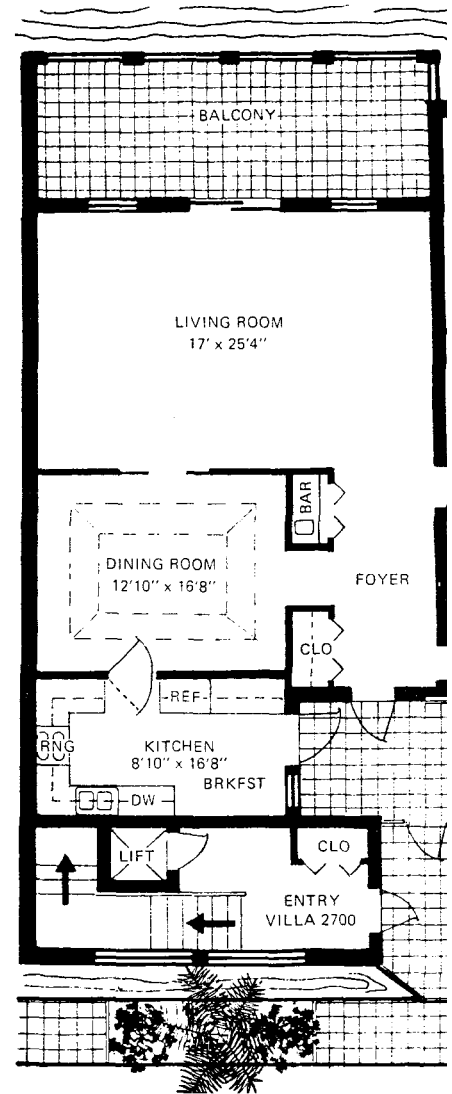 BALCONY
LIVING ROOM
17' x 25'4"
BAR
DINING ROOM
12'10" x 16'8"
FOYER
CLO
REF
RNG
KITCHEN
8'10" x 16'8"
BRKFST
DW
LIFT
CLO
ENTRY
VILLA 2700